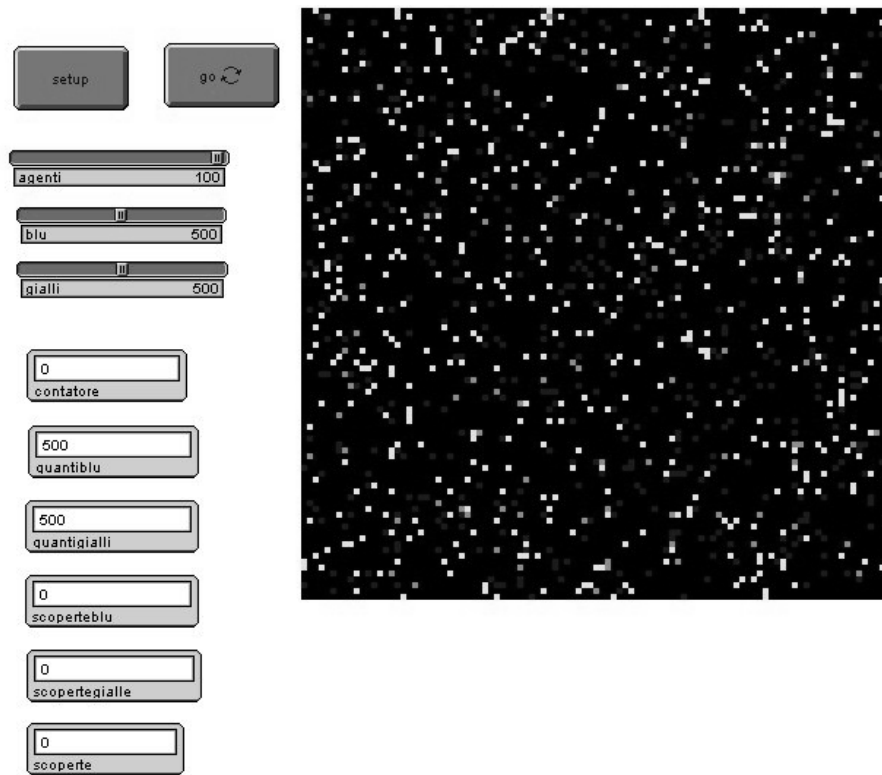 setup
go
agenti 100
blu 500
gialli 500
0
contatore
500
quantiblu
500
quantigialli
0
scoperteblu
0
scopertegialle
0
scoperte